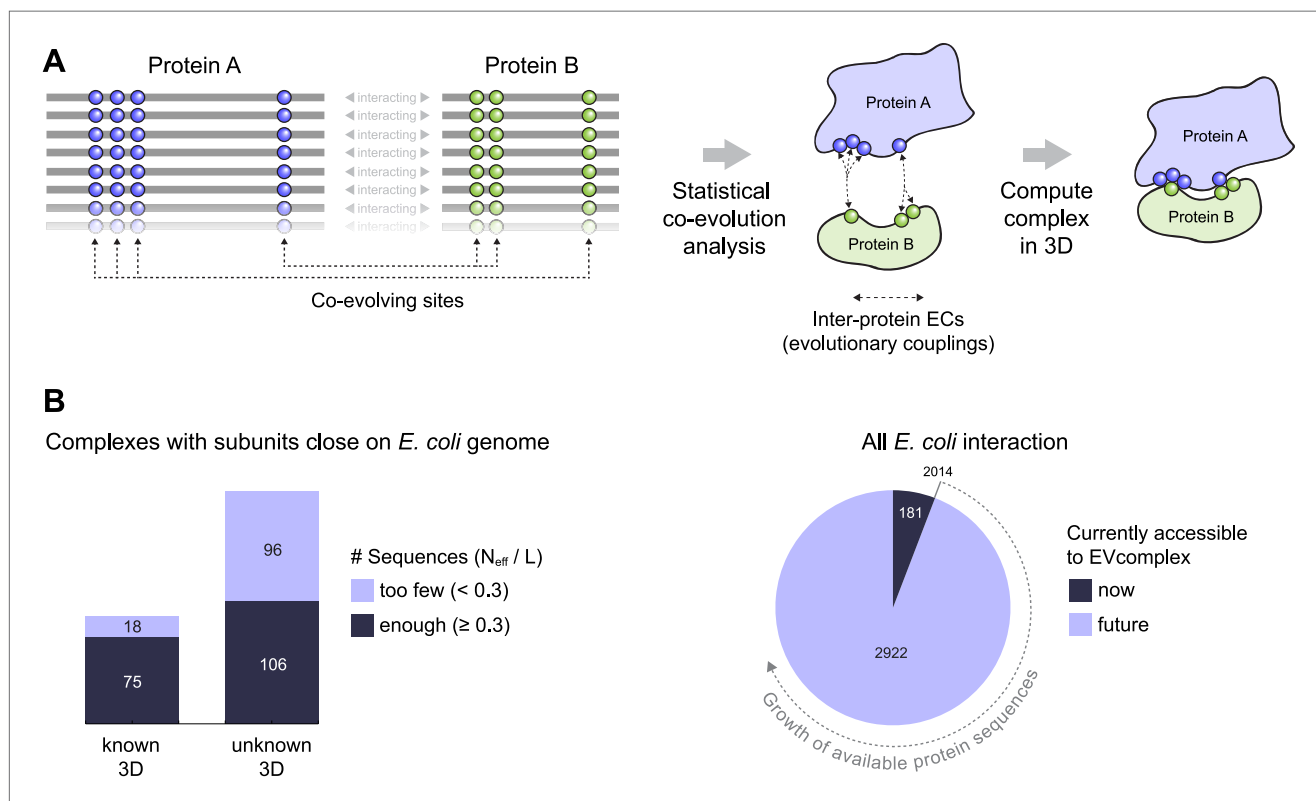 A
Protein A
Protein B
interacting
interacting
interacting
interacting
interacting
interacting
interacting
interacting
Co-evolving sites
Statistical
co-evolution
analysis
Protein A
Protein B
Inter-protein ECs
(evolutionary couplings)
Compute
complex
in 3D
Protein A
Protein B
B
Complexes with subunits close on E. coli genome
18
75
known
3D
96
106
unknown
3D
# Sequences (Neff / L)
too few (< 0.3)
enough (≥ 0.3)
All E. coli interaction
2014
181
2922
Growth of available protein sequences
Currently accessible
to EVcomplex
now
future